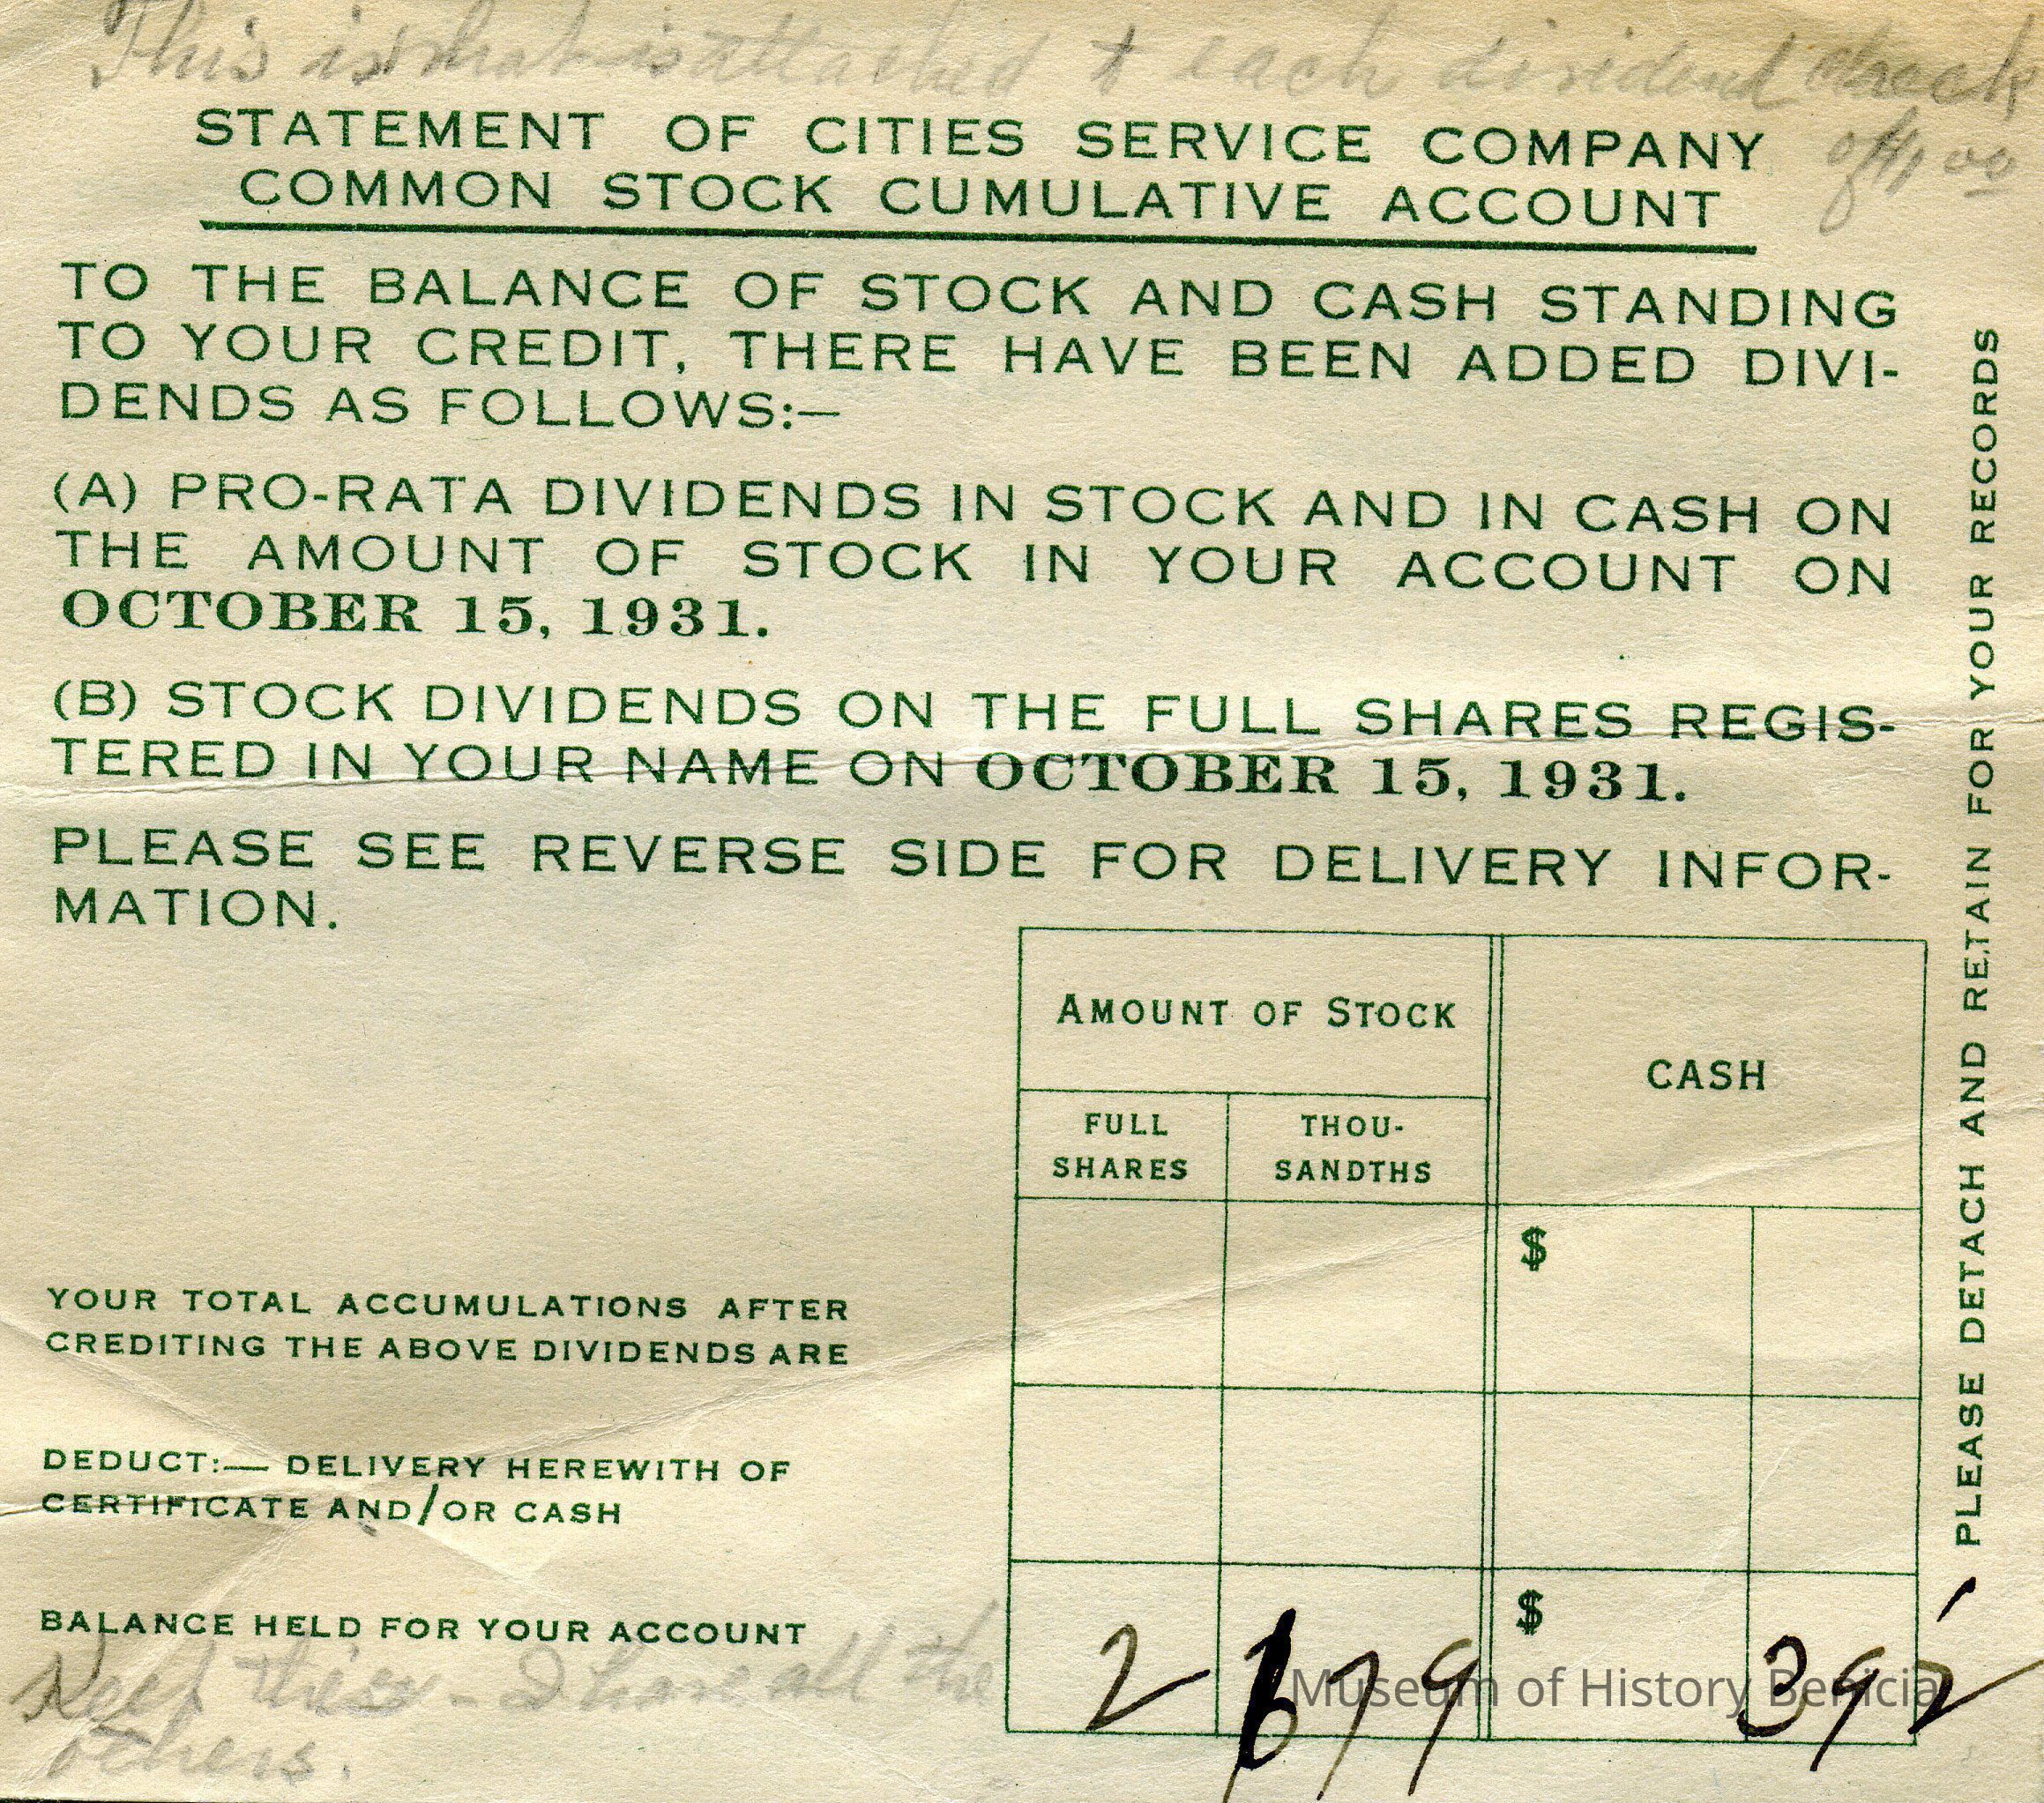 This is what is attached to each dividend check
of
STATEMENT OF CITIES SERVICE COMPANY
COMMON STOCK CUMULATIVE ACCOUNT
TO THE BALANCE OF STOCK AND CASH STANDING
TO YOUR CREDIT, THERE HAVE BEEN ADDED DIVI-
DENDS AS FOLLOWS:—
(A) PRO-RATA DIVIDENDS IN STOCK AND IN CASH ON
THE AMOUNT OF STOCK IN YOUR ACCOUNT ON
OCTOBER 15, 1931.
(B) STOCK DIVIDENDS ON THE FULL SHARES REGIS-
TERED IN YOUR NAME ON OCTOBER 15, 1931.
PLEASE SEE REVERSE SIDE FOR DELIVERY INFOR-
MATION.
AMOUNT OF STOCK
CASH
FULL
SHARES
THOU-
SANDTHS
$
YOUR TOTAL ACCUMULATIONS AFTER
CREDITING THE ABOVE DIVIDENDS ARE
DEDUCT:— DELIVERY HEREWITH OF
CERTIFICATE AND/OR CASH
BALANCE HELD FOR YOUR ACCOUNT
2 679 $ 392
Keep this - I have all the
others.
PLEASE DETACH AND RETAIN FOR YOUR RECORDS
Museum of History Benicia